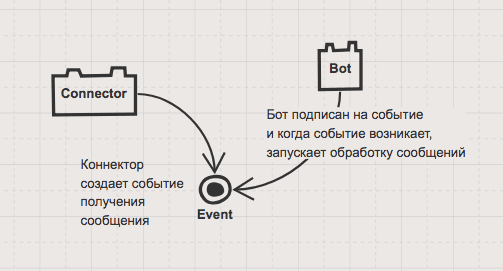 Bot
Connector
Бот подписан на событие
и когда событие возникает,
запускает обработку сообщений
Коннектор
создает событие
получения
сообщения
Event